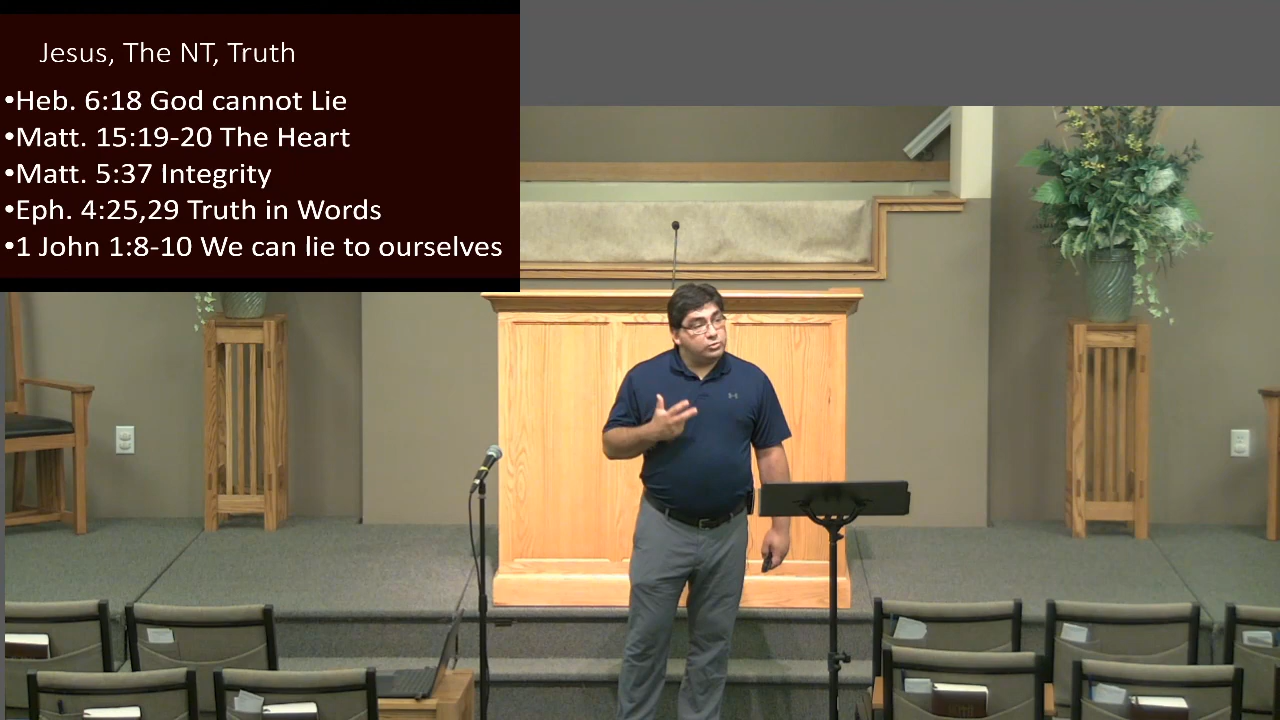 Jesus, The NT, Truth
•Heb. 6:18 God cannot Lie
•Matt. 15:19-20 The Heart
•Matt. 5:37 Integrity
•Eph. 4:25,29 Truth in Words
•1 John 1:8-10 We can lie to ourselves